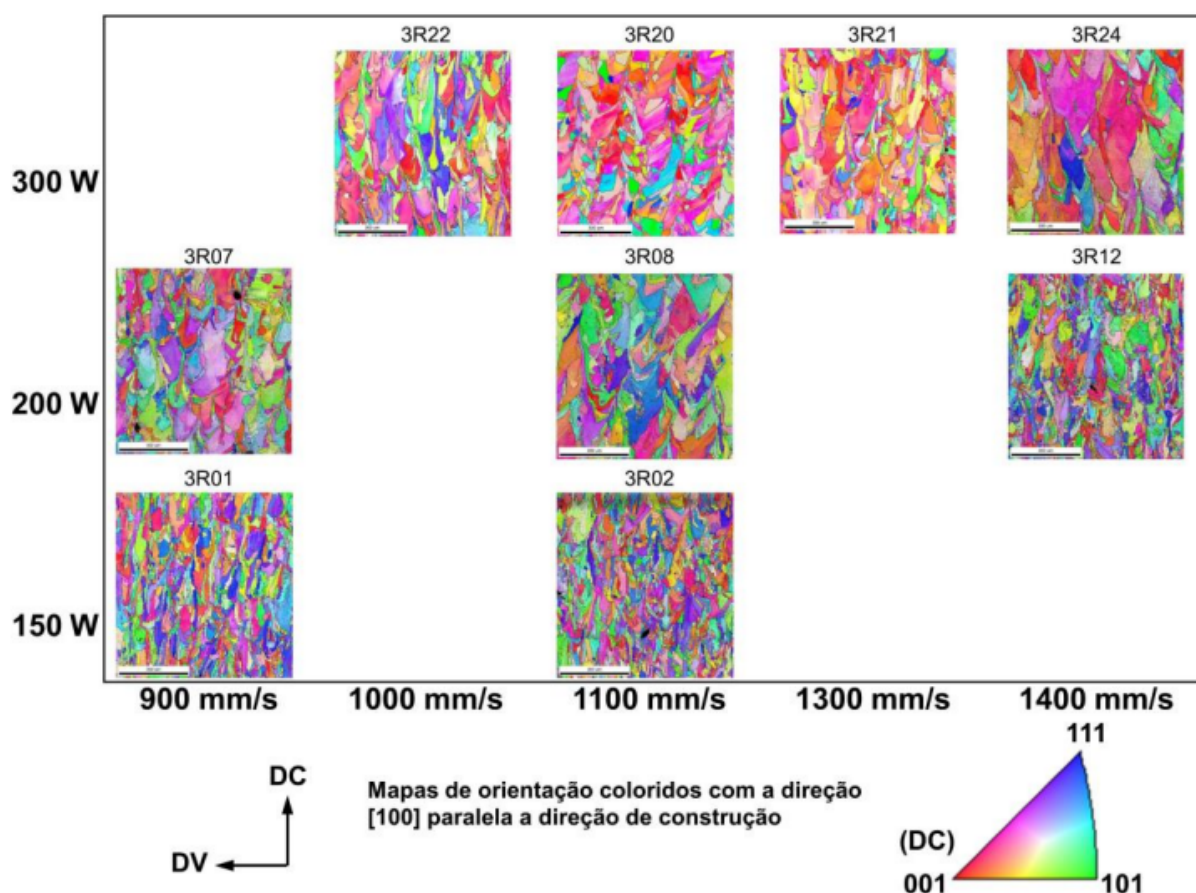 3R22
3R20
3R21
3R24
300 W
3R07
3R08
3R12
200 W
3R01
3R02
150 W
900 mm/s
1000 mm/s
1100 mm/s
1300 mm/s
1400 mm/s
DC
DV
Mapas de orientação coloridos com a direção
[100] paralela a direção de construção
111
(DC)
001
101